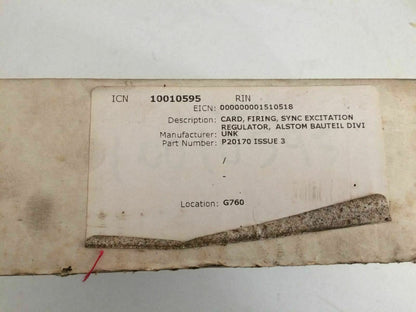 ICN 10010595 RIN
EICN: 000000001510518
Description: CARD, FIRING, SYNC EXCITATION
REGULATOR, ALSTOM BAUTEIL DIVI
Manufacturer: UNK
Part Number: P20170 ISSUE 3
/
-
Location: G760